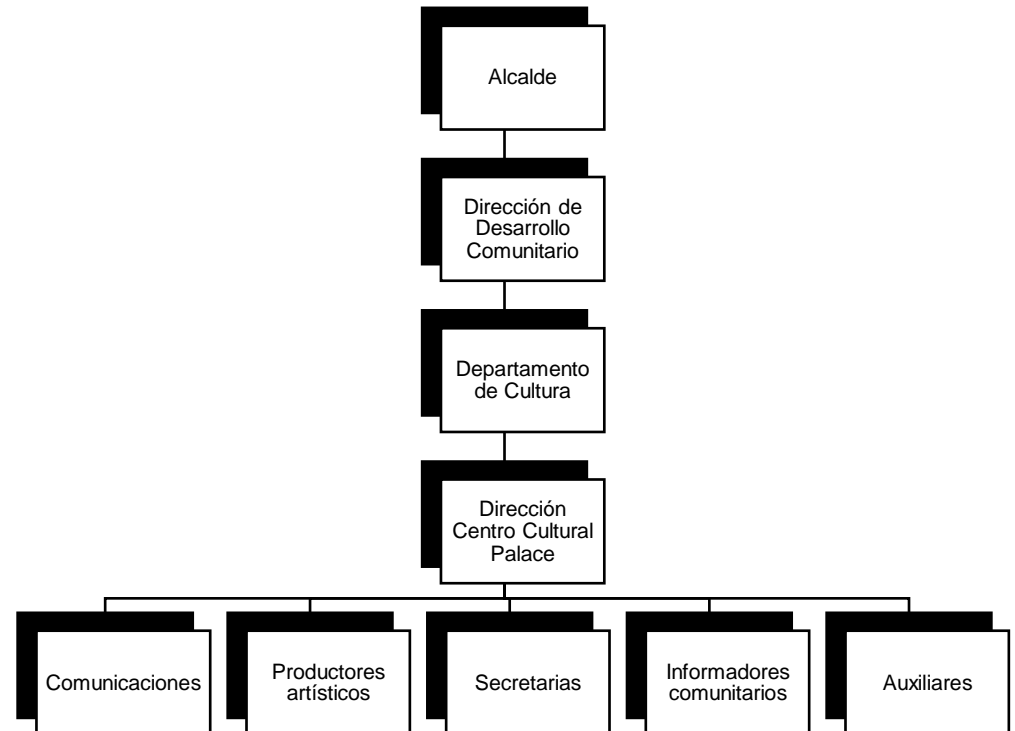 Alcalde
Dirección de
Desarrollo
Comunitario
Departamento
de Cultura
Dirección
Centro Cultural
Palace
Comunicaciones
Productores
artísticos
Secretarias
Informadores
comunitarios
Auxiliares